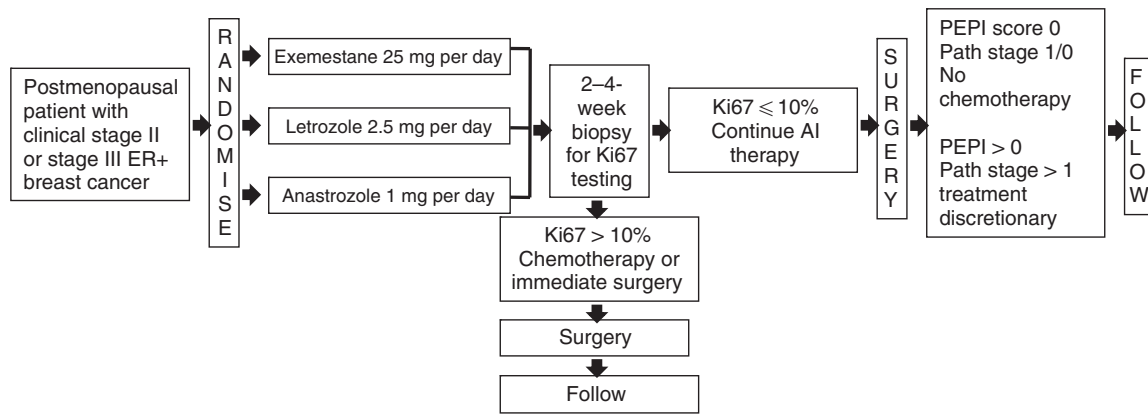 Postmenopausal
patient with
clinical stage II
or stage III ER+
breast cancer
RANDOMISE
Exemestane 25 mg per day
Letrozole 2.5 mg per day
Anastrozole 1 mg per day
2–4-
week
biopsy
for Ki67
testing
Ki67 ⩽ 10%
Continue AI
therapy
SURGERY
PEPI score 0
Path stage 1/0
No
chemotherapy
PEPI > 0
Path stage > 1
treatment
discretionary
FOLLOW
Ki67 > 10%
Chemotherapy or
immediate surgery
Surgery
Follow